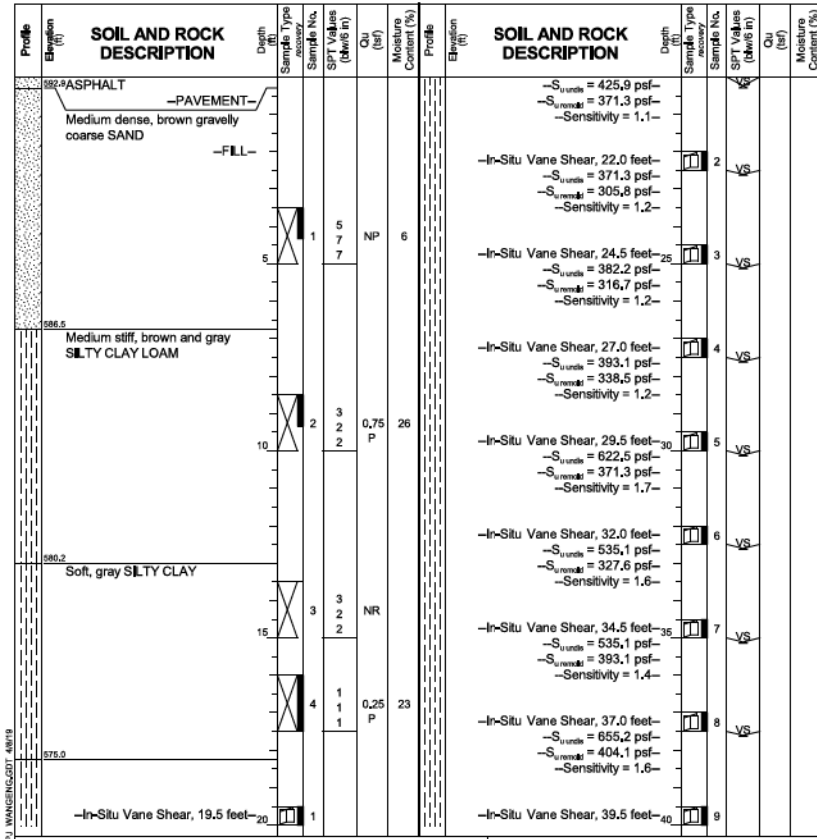 Profile
Elevation (ft)
SOIL AND ROCK DESCRIPTION
Depth (ft)
Sample Type
recovery
Sample No.
SPT Values (blw/6 in)
Qu (tsf)
Moisture Content (%)
592.9 ASPHALT
--PAVEMENT--
Medium dense, brown gravelly
coarse SAND
--FILL--
5
1
5
7
7
NP
6
586.5
Medium stiff, brown and gray
SILTY CLAY LOAM
10
2
3
2
2
0.75
P
26
580.2
Soft, gray SILTY CLAY
15
3
3
2
2
NR
4
1
1
1
0.25
P
23
575.0
--In-Situ Vane Shear, 19.5 feet--
20
1
WANGENG.GDT 4/8/19
Profile
Elevation (ft)
SOIL AND ROCK DESCRIPTION
Depth (ft)
Sample Type
recovery
Sample No.
SPT Values (blw/6 in)
Qu (tsf)
Moisture Content (%)
--Su undis = 425.9 psf--
VS
--Su remold = 371.3 psf--
--Sensitivity = 1.1--
--In-Situ Vane Shear, 22.0 feet--
2
VS
--Su undis = 371.3 psf--
--Su remold = 305.8 psf--
--Sensitivity = 1.2--
--In-Situ Vane Shear, 24.5 feet--
25
3
VS
--Su undis = 382.2 psf--
--Su remold = 316.7 psf--
--Sensitivity = 1.2--
--In-Situ Vane Shear, 27.0 feet--
4
VS
--Su undis = 393.1 psf--
--Su remold = 338.5 psf--
--Sensitivity = 1.2--
--In-Situ Vane Shear, 29.5 feet--
30
5
VS
--Su undis = 622.5 psf--
--Su remold = 371.3 psf--
--Sensitivity = 1.7--
--In-Situ Vane Shear, 32.0 feet--
6
VS
--Su undis = 535.1 psf--
--Su remold = 327.6 psf--
--Sensitivity = 1.6--
--In-Situ Vane Shear, 34.5 feet--
35
7
VS
--Su undis = 535.1 psf--
--Su remold = 393.1 psf--
--Sensitivity = 1.4--
--In-Situ Vane Shear, 37.0 feet--
8
VS
--Su undis = 655.2 psf--
--Su remold = 404.1 psf--
--Sensitivity = 1.6--
--In-Situ Vane Shear, 39.5 feet--
40
9